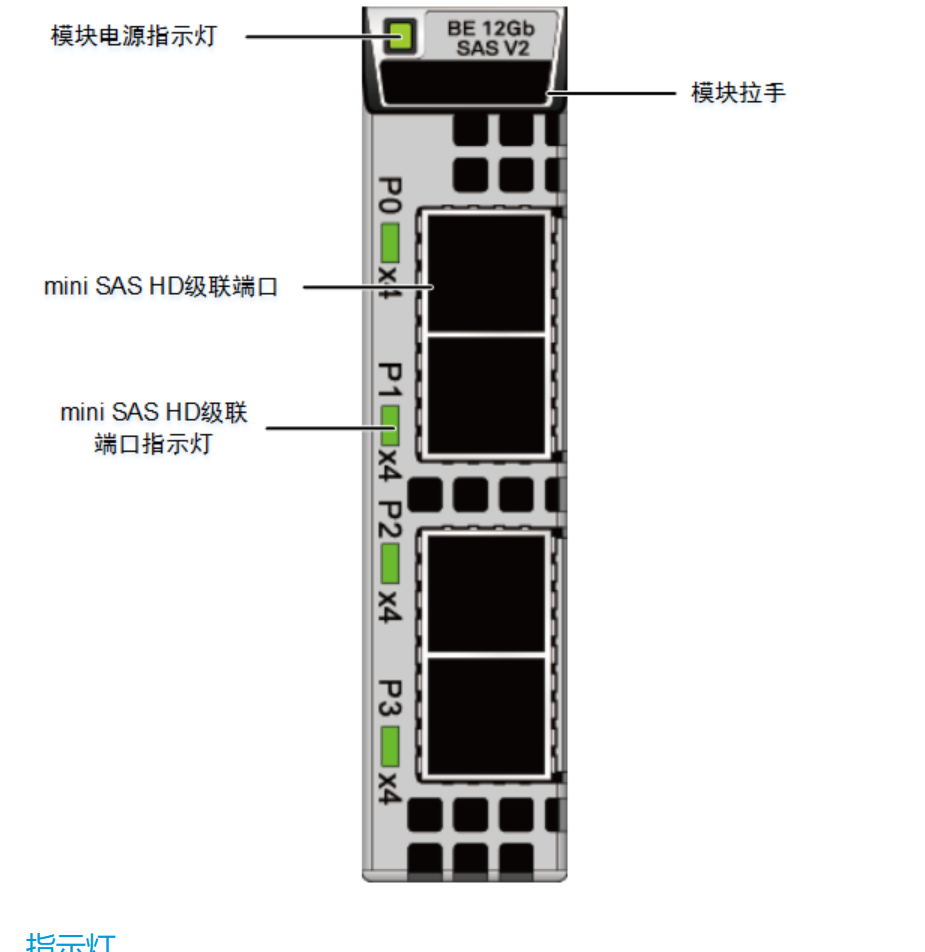 模块电源指示灯
BE 12Gb
SAS V2
模块拉手
P0
x4
mini SAS HD级联端口
P1
x4
mini SAS HD级联
端口指示灯
P2
x4
P3
x4
指示灯